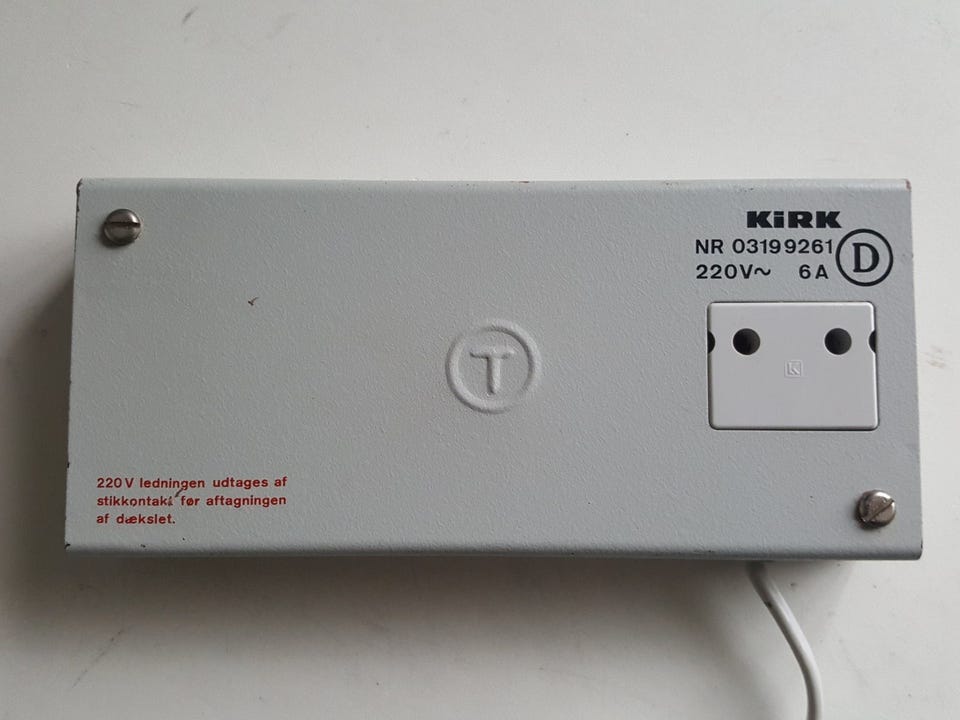 KiRK
NR 03199261
D
220V~ 6A
K
T
220V ledningen udtages af
stikkontakt før aftagningen
af dækslet.